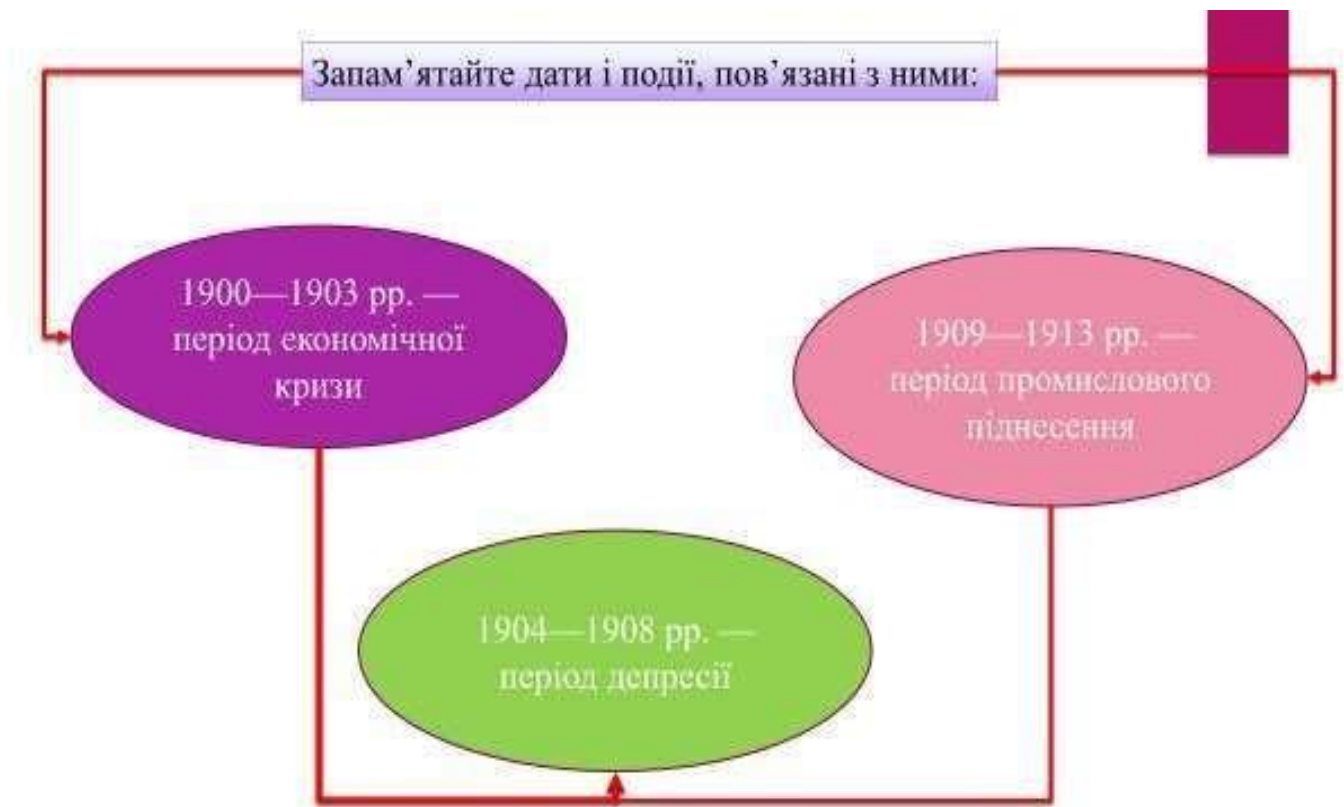 Запам’ятайте дати і події, пов’язані з ними:
1900—1903 рр. —
період економічної
кризи
1909—1913 рр. —
період промислового
піднесення
1904—1908 рр. —
період депресії